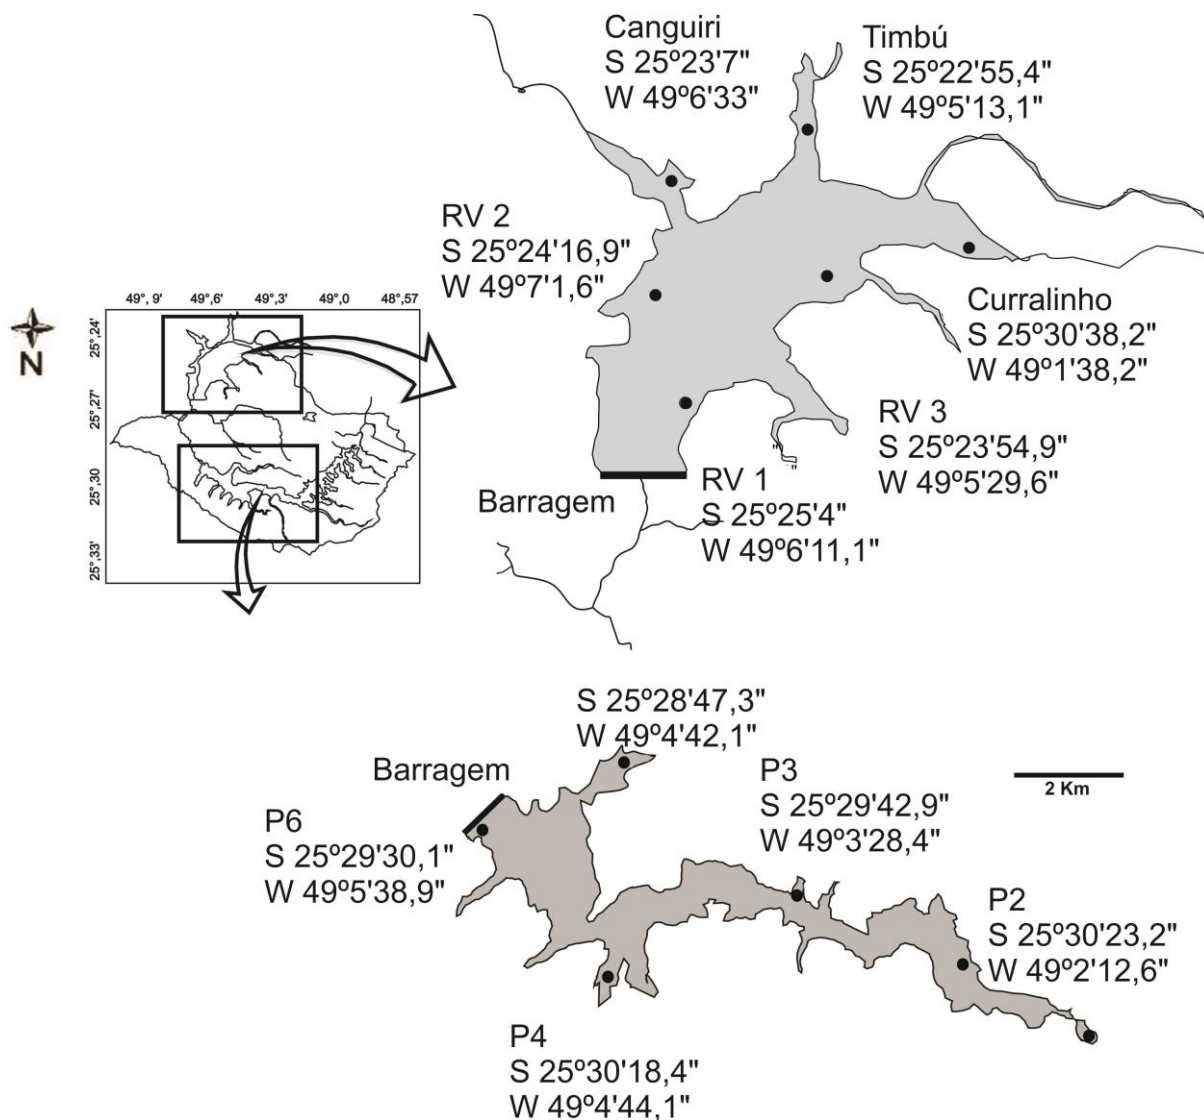 Canguiri
S 25º23'7"
W 49º6'33"
Timbú
S 25º22'55,4"
W 49º5'13,1"
RV 2
S 25º24'16,9"
W 49º7'1,6"
Curralinho
S 25º30'38,2"
W 49º1'38,2"
RV 3
S 25º23'54,9"
W 49º5'29,6"
RV 1
S 25º25'4"
W 49º6'11,1"
Barragem
N
49°, 9 49°,6 49°,3 49°,0 48°,57
25°,24'
25°,27'
25°,30
25°,33'
S 25º28'47,3"
W 49º4'42,1"
Barragem
P3
S 25º29'42,9"
W 49º3'28,4"
2 Km
P6
S 25º29'30,1"
W 49º5'38,9"
P2
S 25º30'23,2"
W 49º2'12,6"
P4
S 25º30'18,4"
W 49º4'44,1"